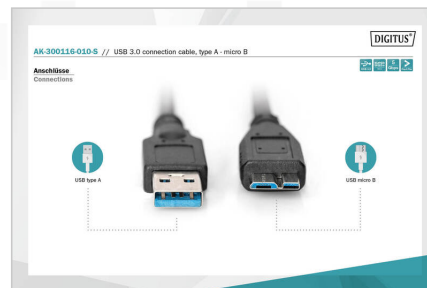 DIGITUS®
AK-300116-010-S // USB 3.0 connection cable, type A - micro B
Anschlüsse
Connections
USB type A
USB micro B